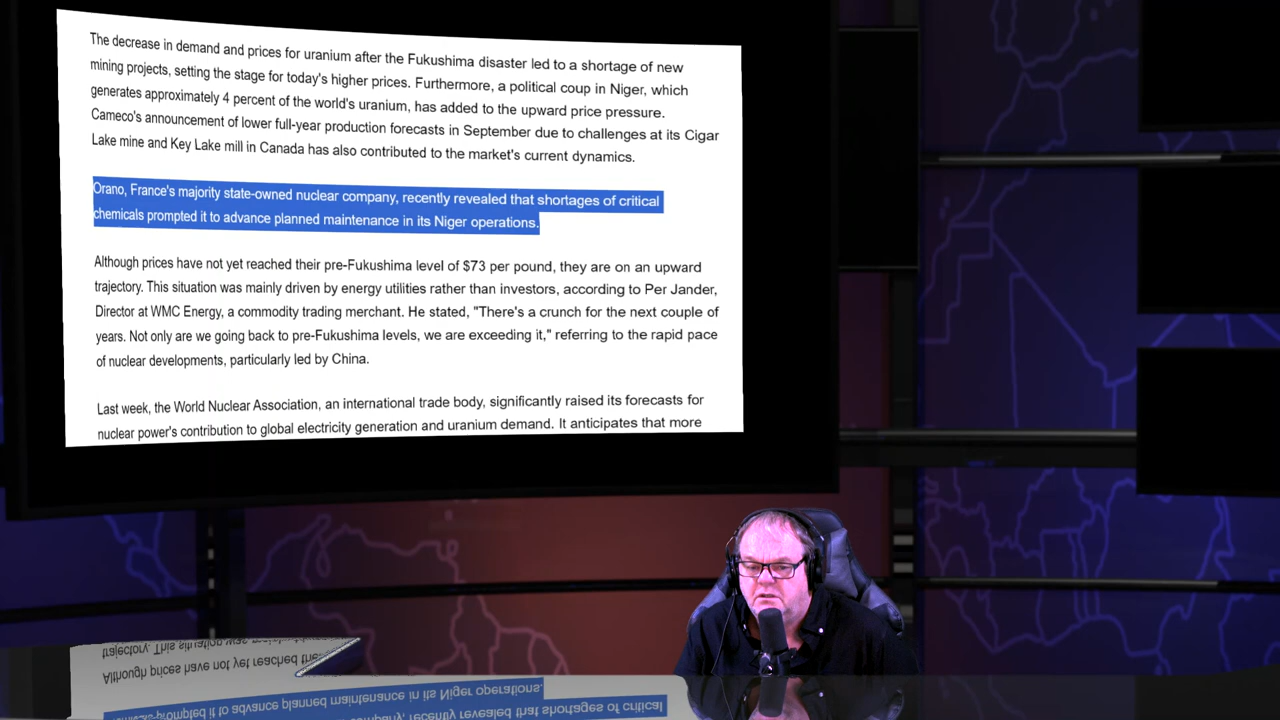 The decrease in demand and prices for uranium after the Fukushima disaster led to a shortage of new
mining projects, setting the stage for today's higher prices. Furthermore, a political coup in Niger, which
generates approximately 4 percent of the world's uranium, has added to the upward price pressure.
Cameco's announcement of lower full-year production forecasts in September due to challenges at its Cigar
Lake mine and Key Lake mill in Canada has also contributed to the market's current dynamics.
Orano, France's majority state-owned nuclear company, recently revealed that shortages of critical
chemicals prompted it to advance planned maintenance in its Niger operations.
Although prices have not yet reached their pre-Fukushima level of $73 per pound, they are on an upward
trajectory. This situation was mainly driven by energy utilities rather than investors, according to Per Jander,
Director at WMC Energy, a commodity trading merchant. He stated, "There's a crunch for the next couple of
years. Not only are we going back to pre-Fukushima levels, we are exceeding it," referring to the rapid pace
of nuclear developments, particularly led by China.
Last week, the World Nuclear Association, an international trade body, significantly raised its forecasts for
nuclear power's contribution to global electricity generation and uranium demand. It anticipates that more